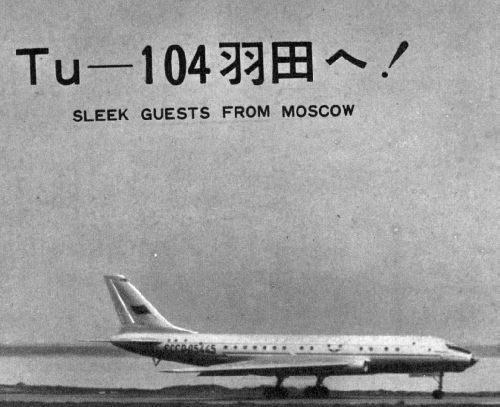 Tu—104羽田へ!
SLEEK GUESTS FROM MOSCOW